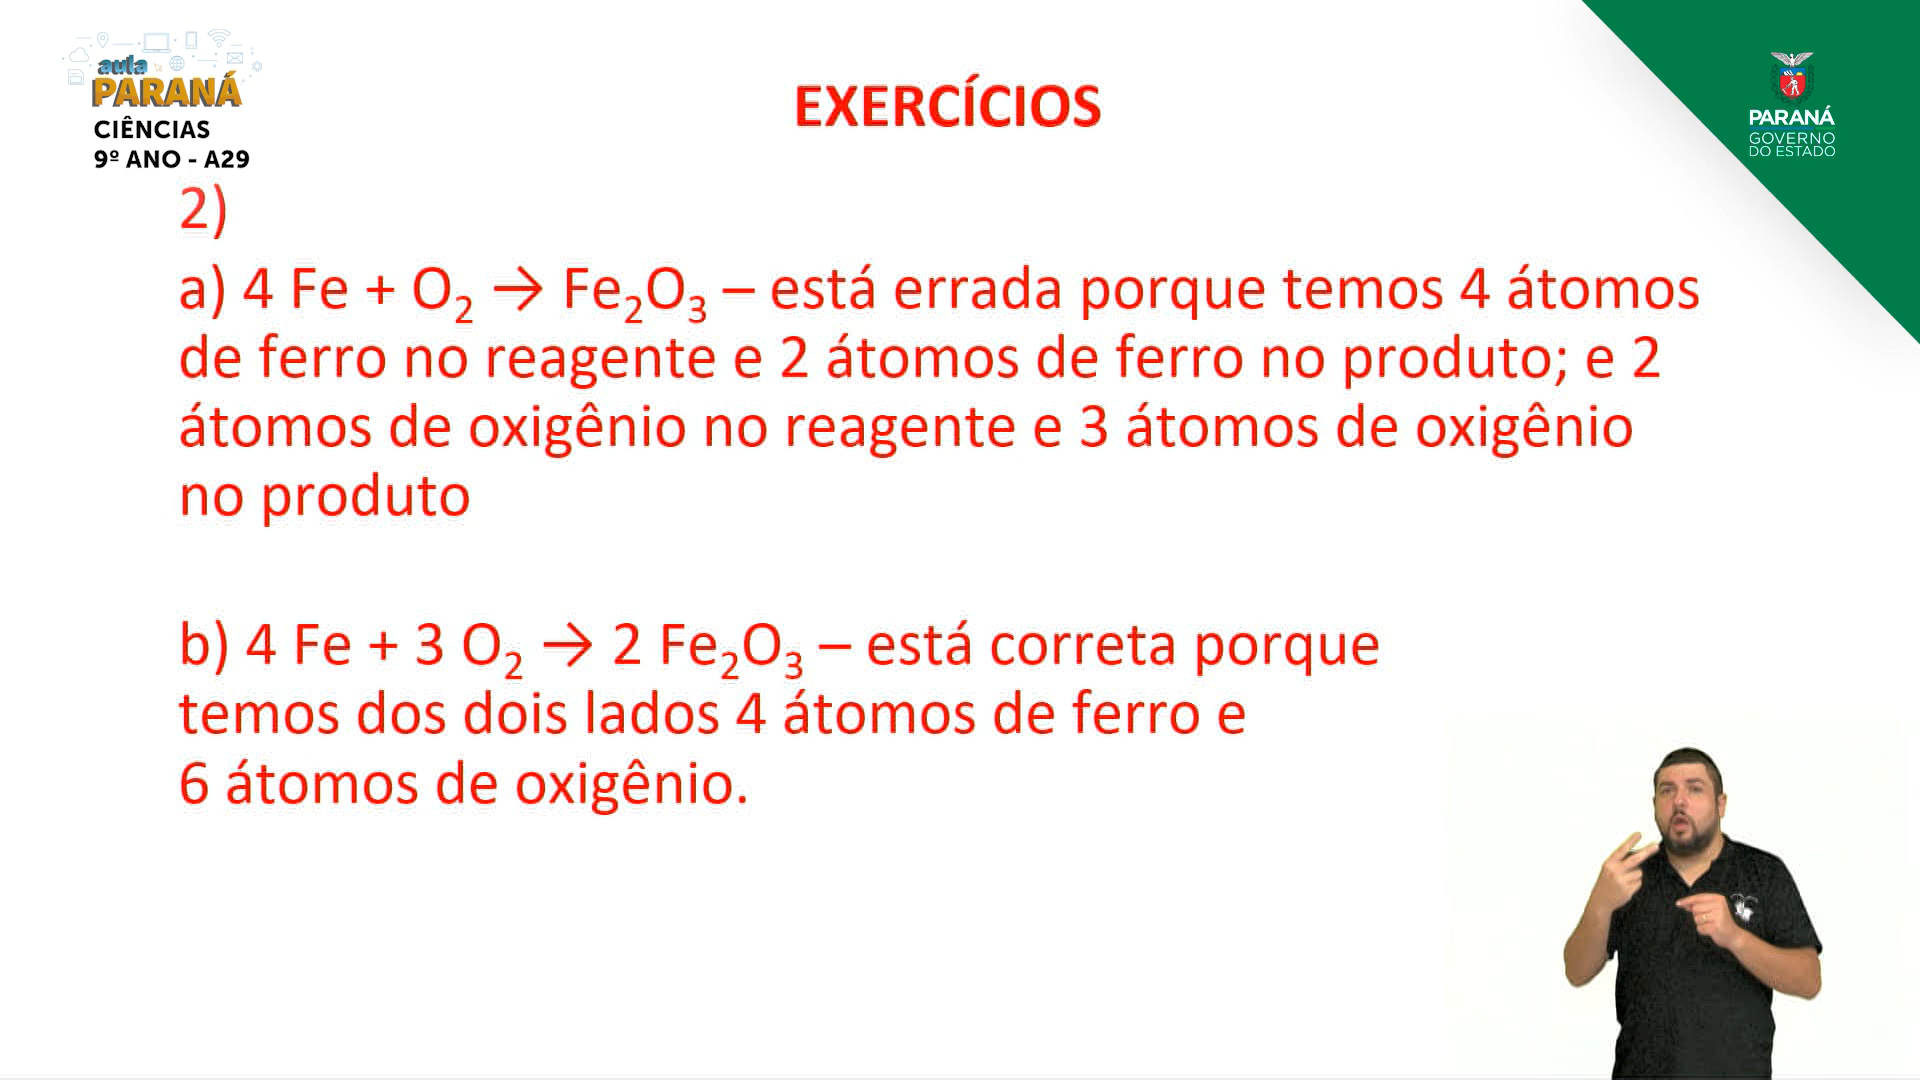 aula
PARANÁ
CIÊNCIAS
9º ANO - A29
EXERCÍCIOS
PARANÁ
GOVERNO
DO ESTADO
2)
a) 4 Fe + O₂ → Fe₂O₃ – está errada porque temos 4 átomos
de ferro no reagente e 2 átomos de ferro no produto; e 2
átomos de oxigênio no reagente e 3 átomos de oxigênio
no produto
b) 4 Fe + 3 O₂ → 2 Fe₂O₃ – está correta porque
temos dos dois lados 4 átomos de ferro e
6 átomos de oxigênio.